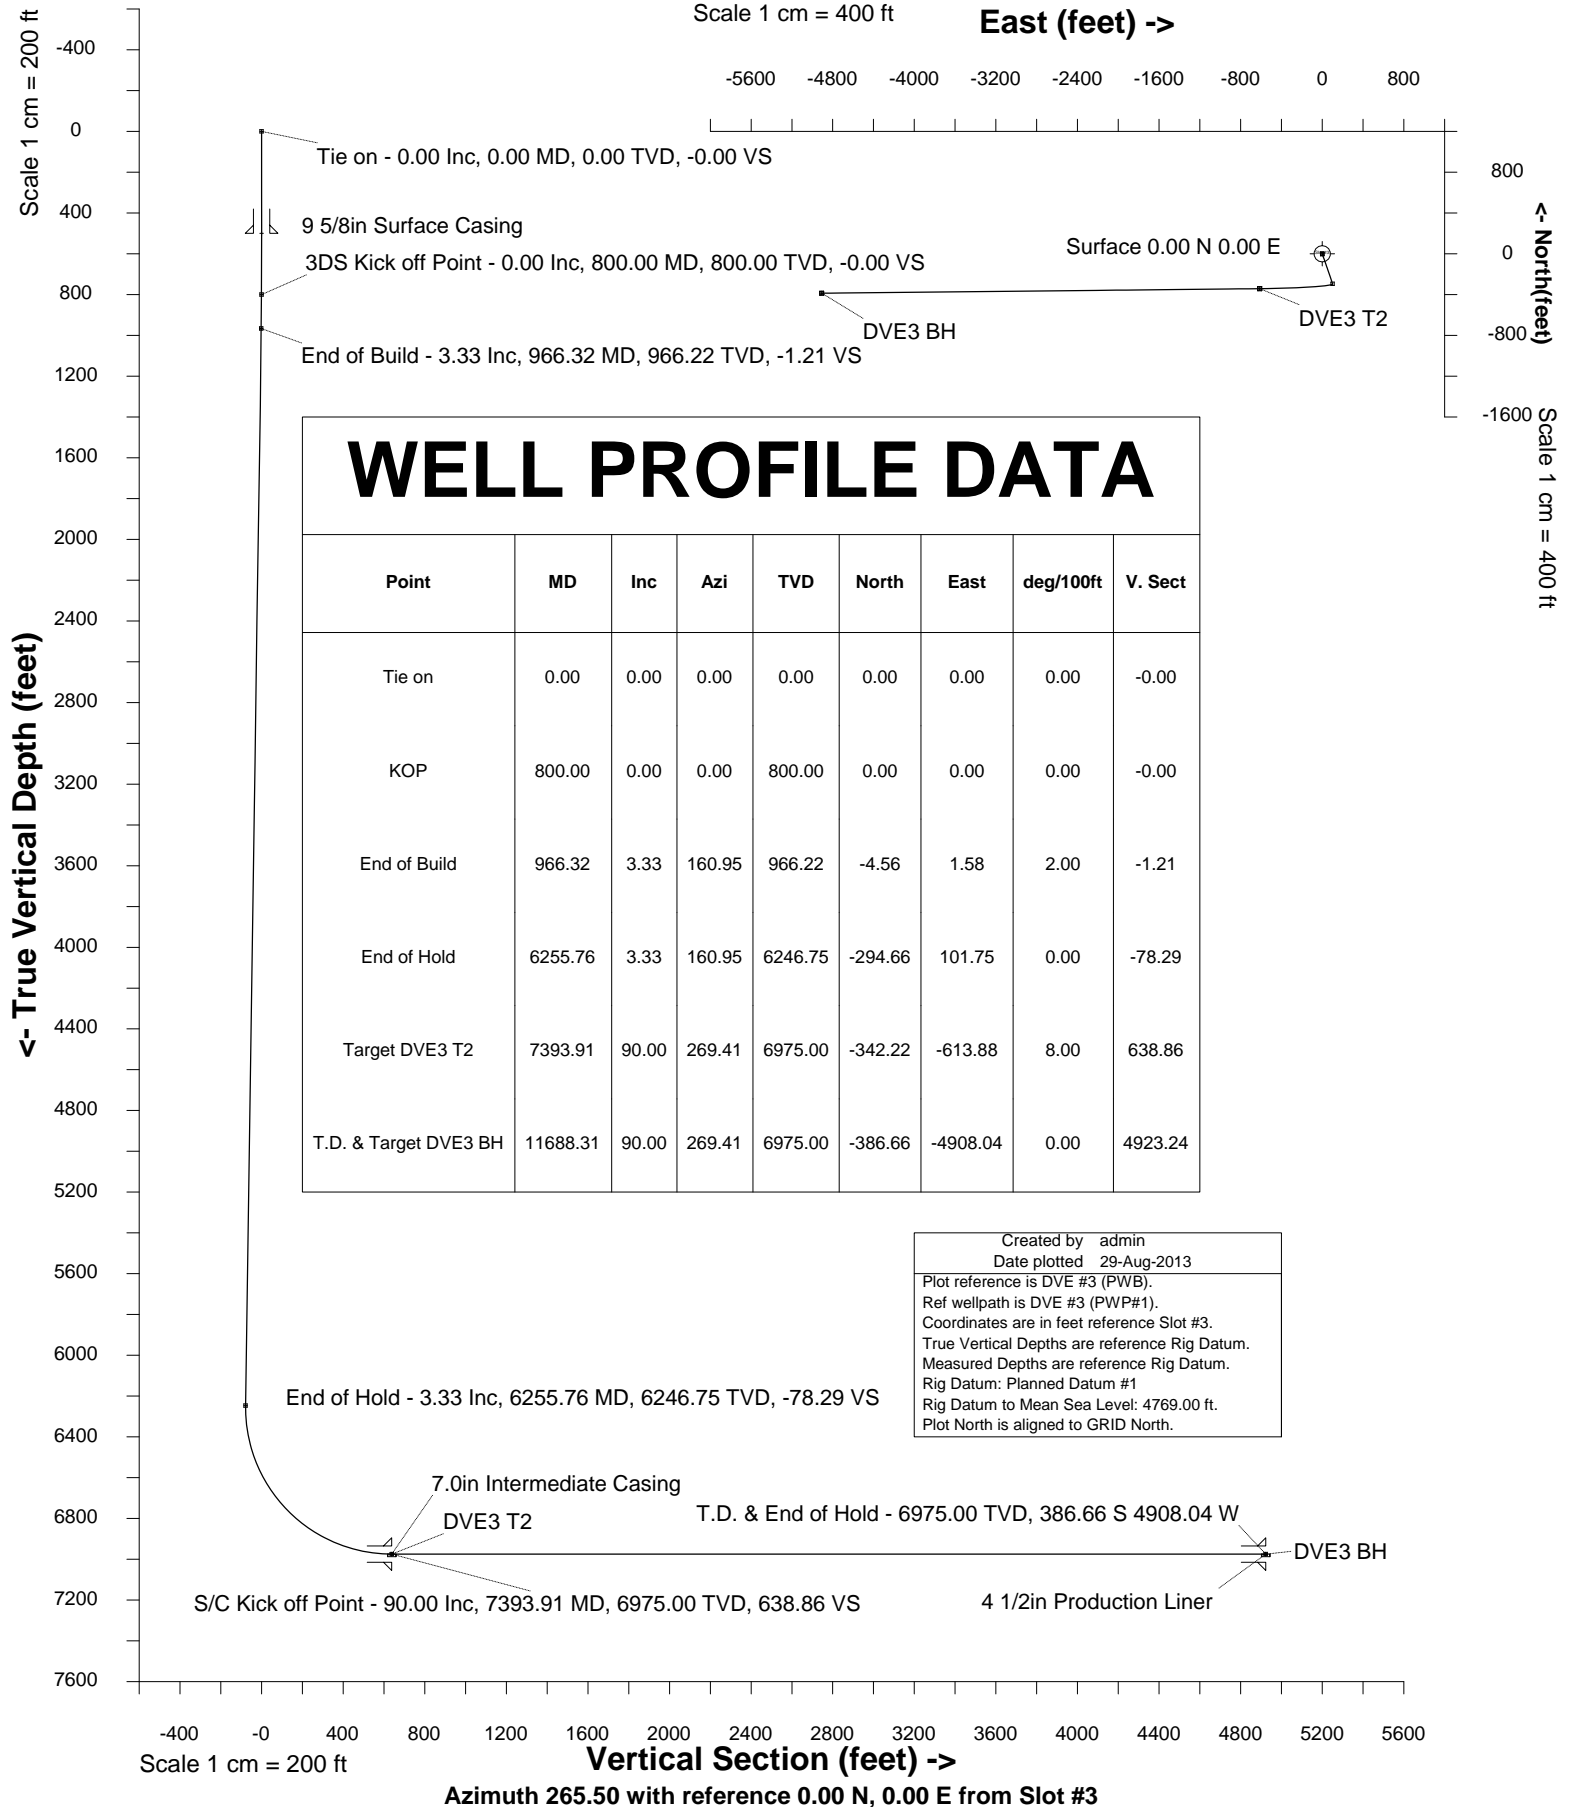 Scale 1 cm = 400 ft
East (feet) ->
Scale 1 cm = 200 ft
-5600 -4800 -4000 -3200 -2400 -1600 -800 0 800
-400
0
400
800
1200
1600
2000
2400
2800
3200
3600
4000
4400
4800
5200
5600
6000
6400
6800
7200
7600
<- True Vertical Depth (feet)
800
0
-800
-1600
<- North(feet)
Scale 1 cm = 400 ft
Tie on - 0.00 Inc, 0.00 MD, 0.00 TVD, -0.00 VS
9 5/8in Surface Casing
3DS Kick off Point - 0.00 Inc, 800.00 MD, 800.00 TVD, -0.00 VS
End of Build - 3.33 Inc, 966.32 MD, 966.22 TVD, -1.21 VS
Surface 0.00 N 0.00 E
DVE3 T2
DVE3 BH
WELL PROFILE DATA
Point MD Inc Azi TVD North East deg/100ft V. Sect
Tie on 0.00 0.00 0.00 0.00 0.00 0.00 0.00 -0.00
KOP 800.00 0.00 0.00 800.00 0.00 0.00 0.00 -0.00
End of Build 966.32 3.33 160.95 966.22 -4.56 1.58 2.00 -1.21
End of Hold 6255.76 3.33 160.95 6246.75 -294.66 101.75 0.00 -78.29
Target DVE3 T2 7393.91 90.00 269.41 6975.00 -342.22 -613.88 8.00 638.86
T.D. & Target DVE3 BH 11688.31 90.00 269.41 6975.00 -386.66 -4908.04 0.00 4923.24
Created by admin
Date plotted 29-Aug-2013
Plot reference is DVE #3 (PWB).
Ref wellpath is DVE #3 (PWP#1).
Coordinates are in feet reference Slot #3.
True Vertical Depths are reference Rig Datum.
Measured Depths are reference Rig Datum.
Rig Datum: Planned Datum #1
Rig Datum to Mean Sea Level: 4769.00 ft.
Plot North is aligned to GRID North.
End of Hold - 3.33 Inc, 6255.76 MD, 6246.75 TVD, -78.29 VS
7.0in Intermediate Casing
DVE3 T2
T.D. & End of Hold - 6975.00 TVD, 386.66 S 4908.04 W
DVE3 BH
S/C Kick off Point - 90.00 Inc, 7393.91 MD, 6975.00 TVD, 638.86 VS
4 1/2in Production Liner
-400 -0 400 800 1200 1600 2000 2400 2800 3200 3600 4000 4400 4800 5200 5600
Scale 1 cm = 200 ft
Vertical Section (feet) ->
Azimuth 265.50 with reference 0.00 N, 0.00 E from Slot #3